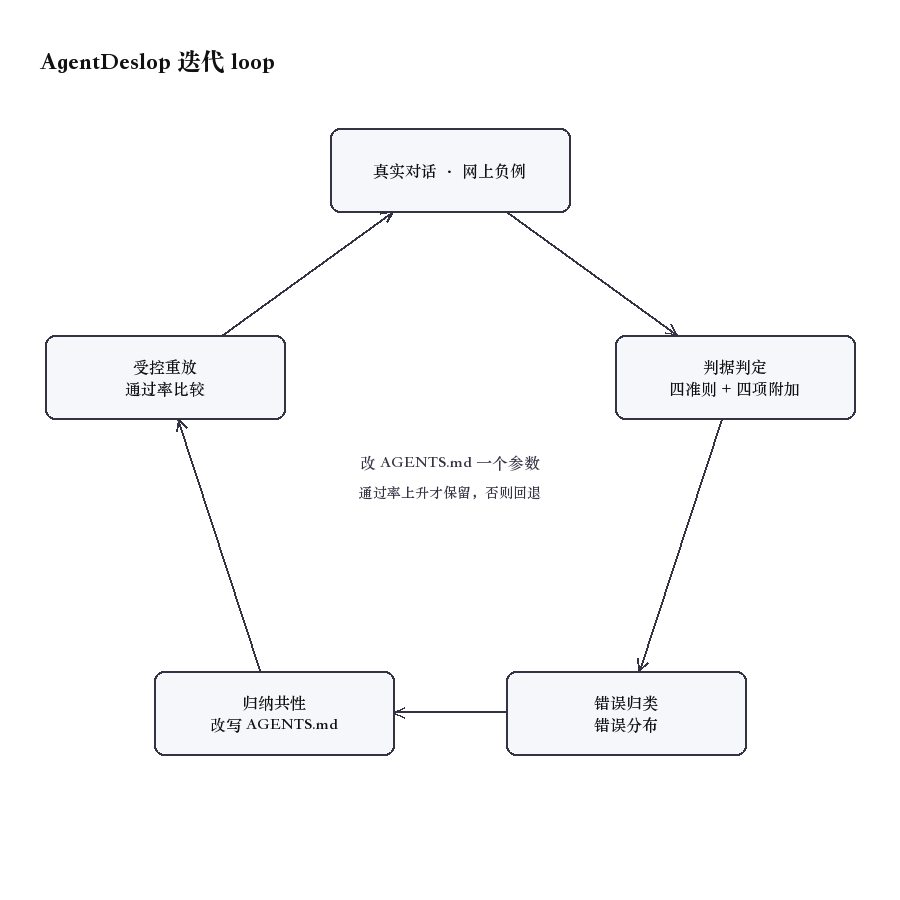 AgentDeslop 迭代 loop
真实对话 · 网上负例
受控重放
通过率比较
判据判定
四准则 + 四项附加
改 AGENTS.md 一个参数
通过率上升才保留，否则回退
归纳共性
改写 AGENTS.md
错误归类
错误分布